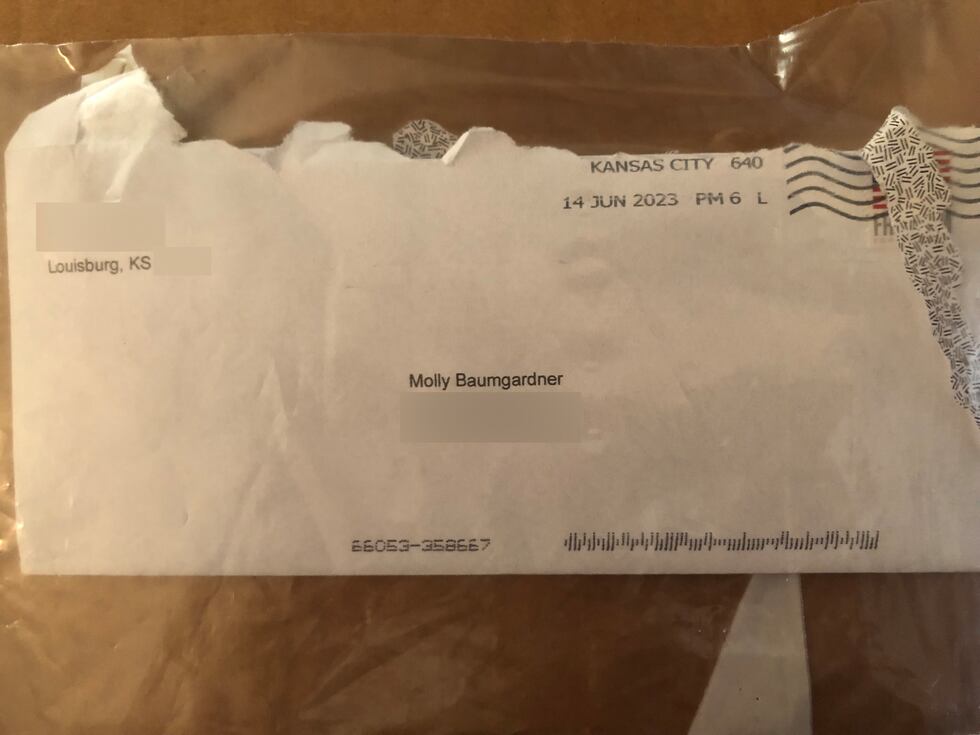 KANSAS CITY 640
14 JUN 2023 PM 6 L
Louisburg, KS
Molly Baumgardner
66053-358667